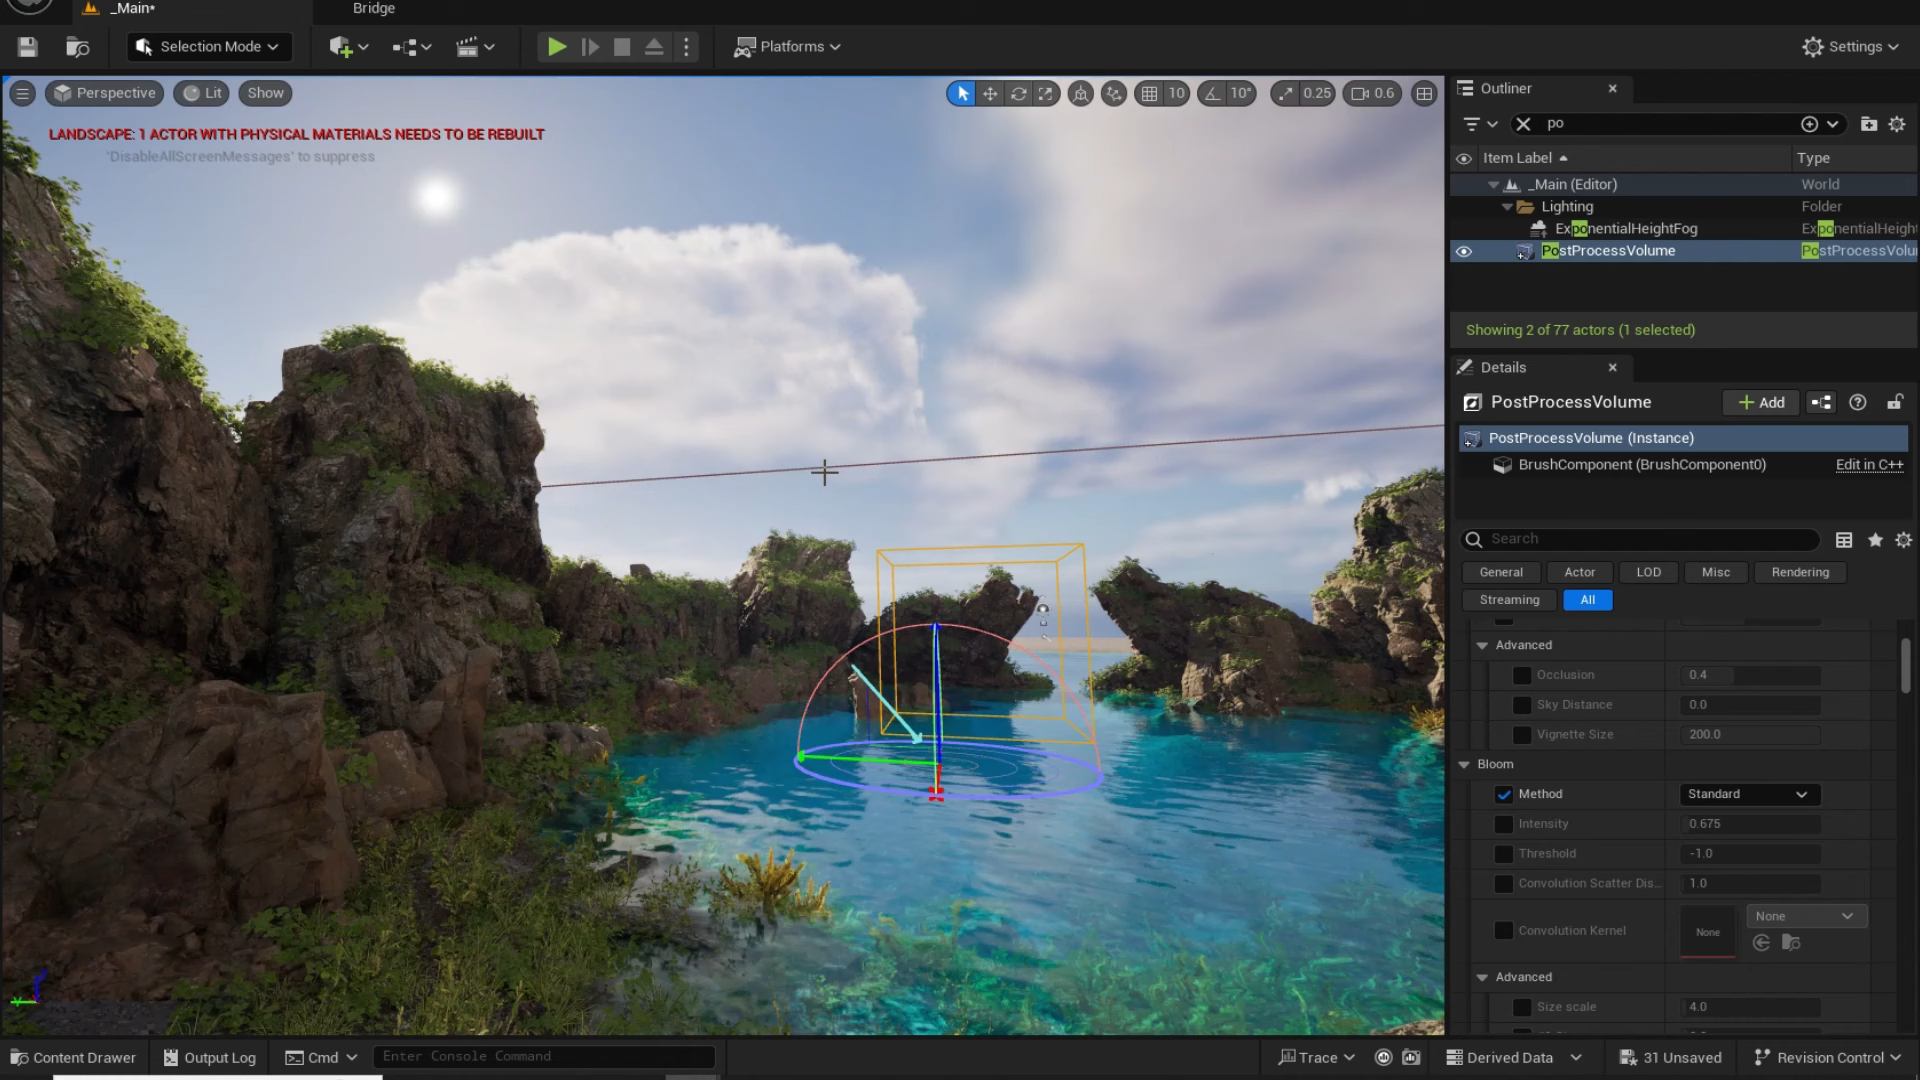 _Main*
Bridge
Selection Mode
Platforms
Settings
Perspective
Lit
Show
10
10°
0.25
0.6
LANDSCAPE: 1 ACTOR WITH PHYSICAL MATERIALS NEEDS TO BE REBUILT
'DisableAllScreenMessages' to suppress
Outliner
po
Item Label
Type
_Main (Editor)
World
Lighting
Folder
ExponentialHeightFog
ExponentialHeight
PostProcessVolume
PostProcessVolu
Showing 2 of 77 actors (1 selected)
Details
PostProcessVolume
Add
PostProcessVolume (Instance)
BrushComponent (BrushComponent0)
Edit in C++
Search
General
Actor
LOD
Misc
Rendering
Streaming
All
Advanced
Occlusion
0.4
Sky Distance
0.0
Vignette Size
200.0
Bloom
Method
Standard
Intensity
0.675
Threshold
-1.0
Convolution Scatter Dis...
1.0
Convolution Kernel
None
None
Advanced
Size scale
4.0
Content Drawer
Output Log
Cmd
Enter Console Command
Trace
Derived Data
31 Unsaved
Revision Control